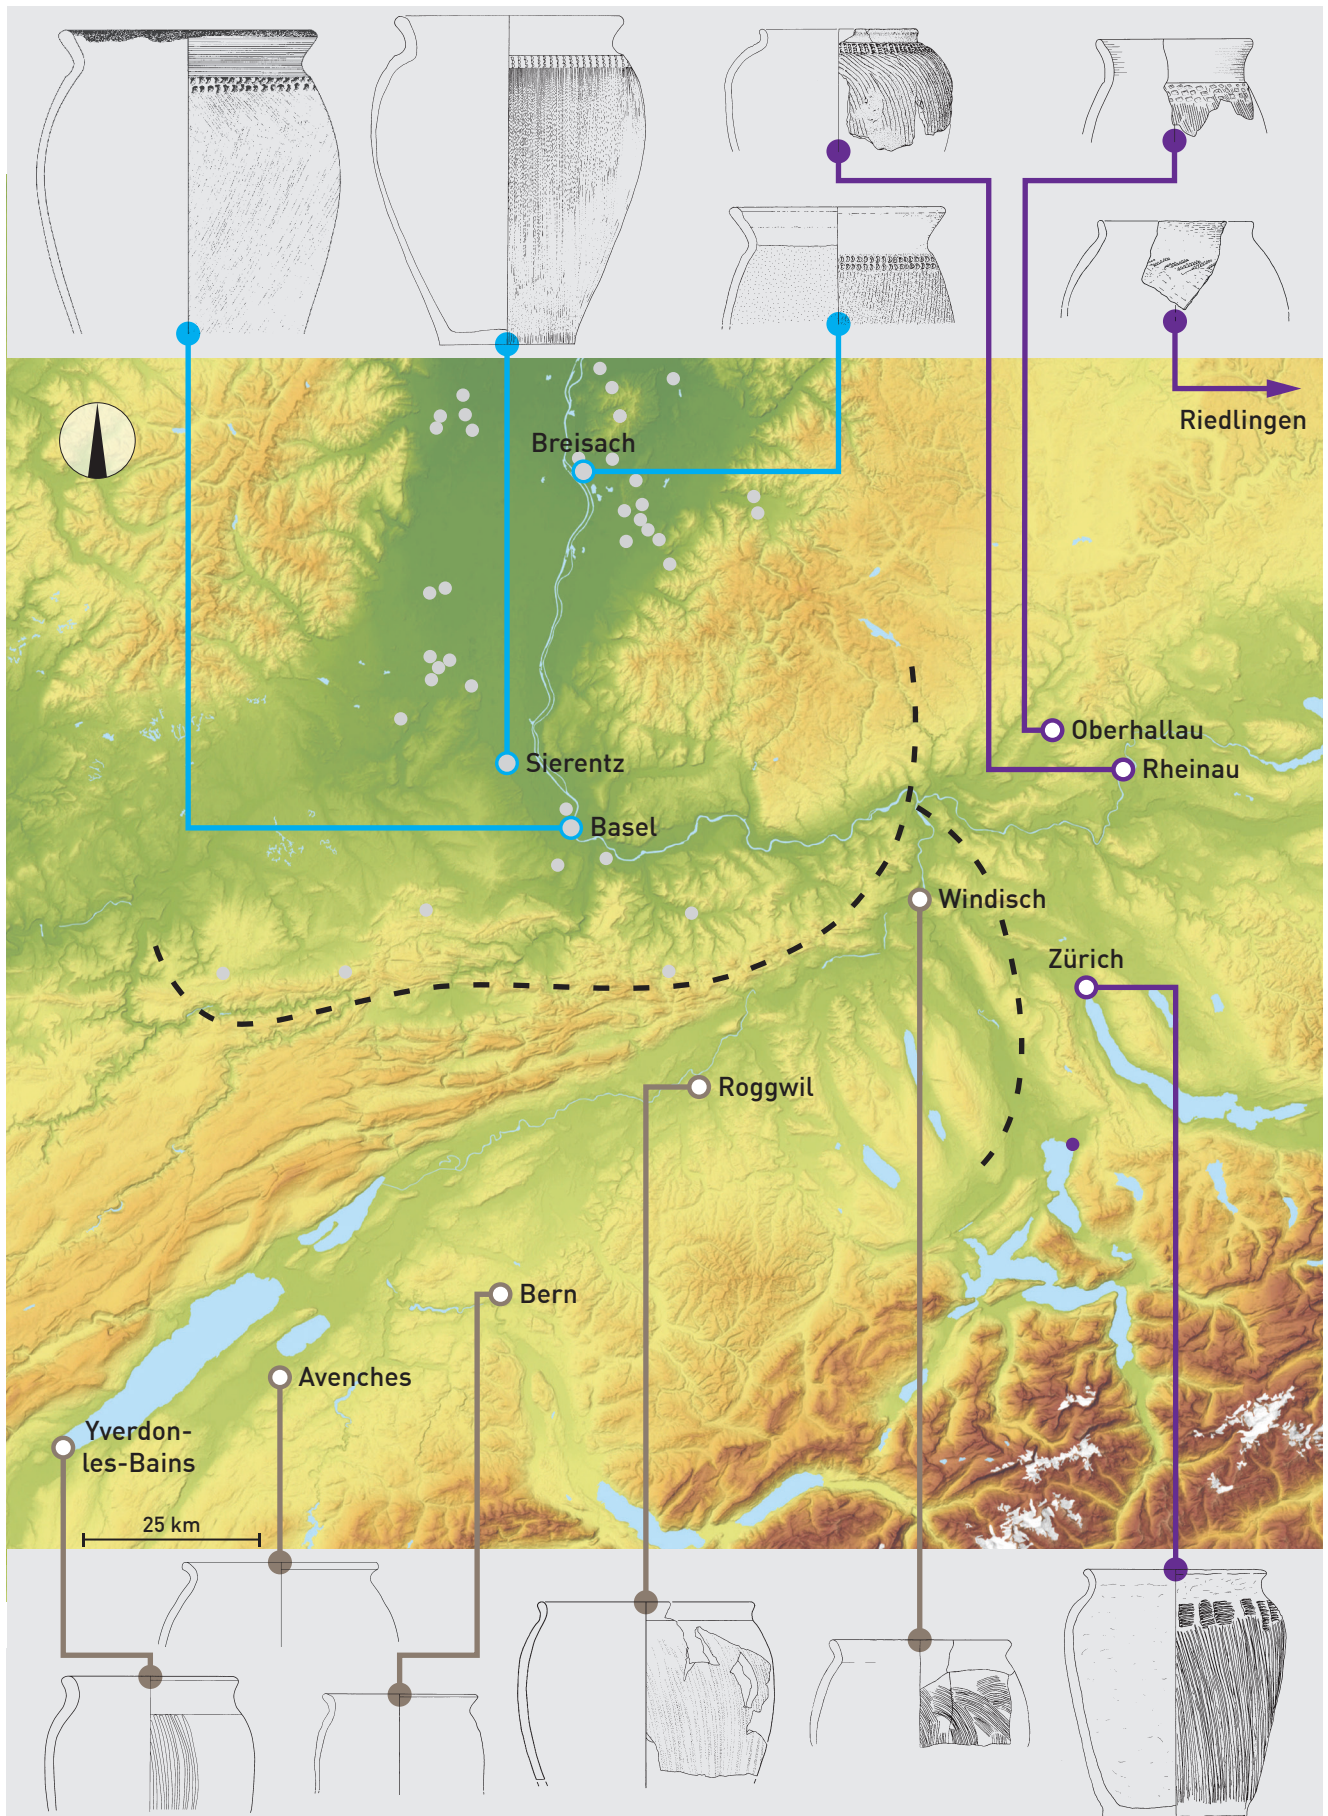 Riedlingen
Breisach
Oberhallau
Rheinau
Sierentz
Basel
Windisch
Zürich
Roggwil
Bern
Avenches
Yverdon-
les-Bains
25 km